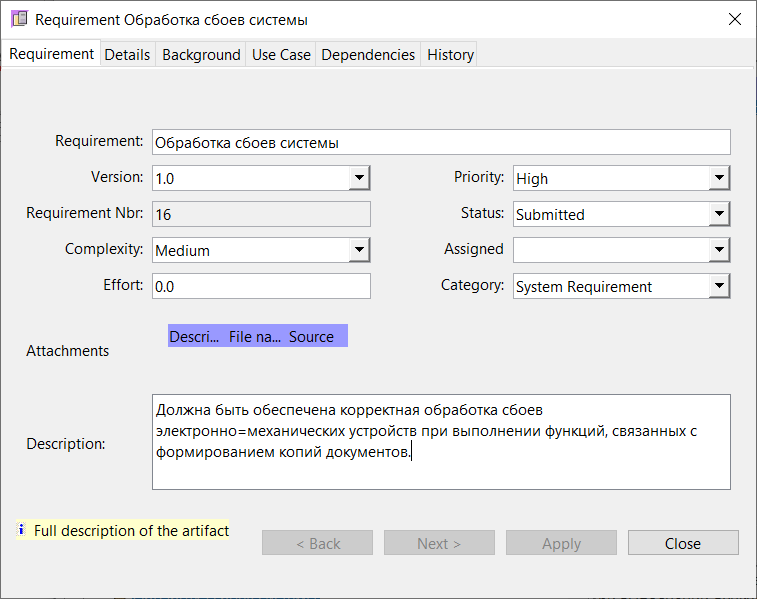 Requirement Обработка сбоев системы
Requirement Details Background Use Case Dependencies History
Requirement: Обработка сбоев системы
Version: 1.0 Priority: High
Requirement Nbr: 16 Status: Submitted
Complexity: Medium Assigned
Effort: 0.0 Category: System Requirement
Descri... File na... Source
Attachments
Должна быть обеспечена корректная обработка сбоев
электронно=механических устройств при выполнении функций, связанных с
Description:
формированием копий документов.
i Full description of the artifact
< Back Next > Apply Close